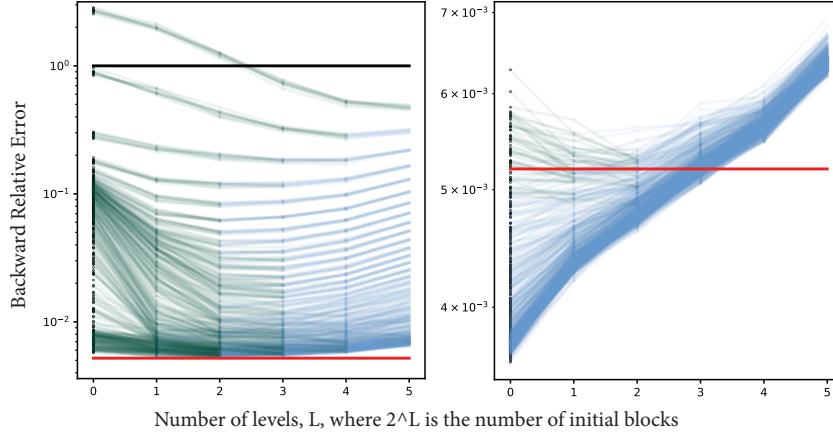 Backward Relative Error
10⁰
10⁻¹
10⁻²
0 1 2 3 4 5
7 × 10⁻³
6 × 10⁻³
5 × 10⁻³
4 × 10⁻³
0 1 2 3 4 5
Number of levels, L, where 2^L is the number of initial blocks